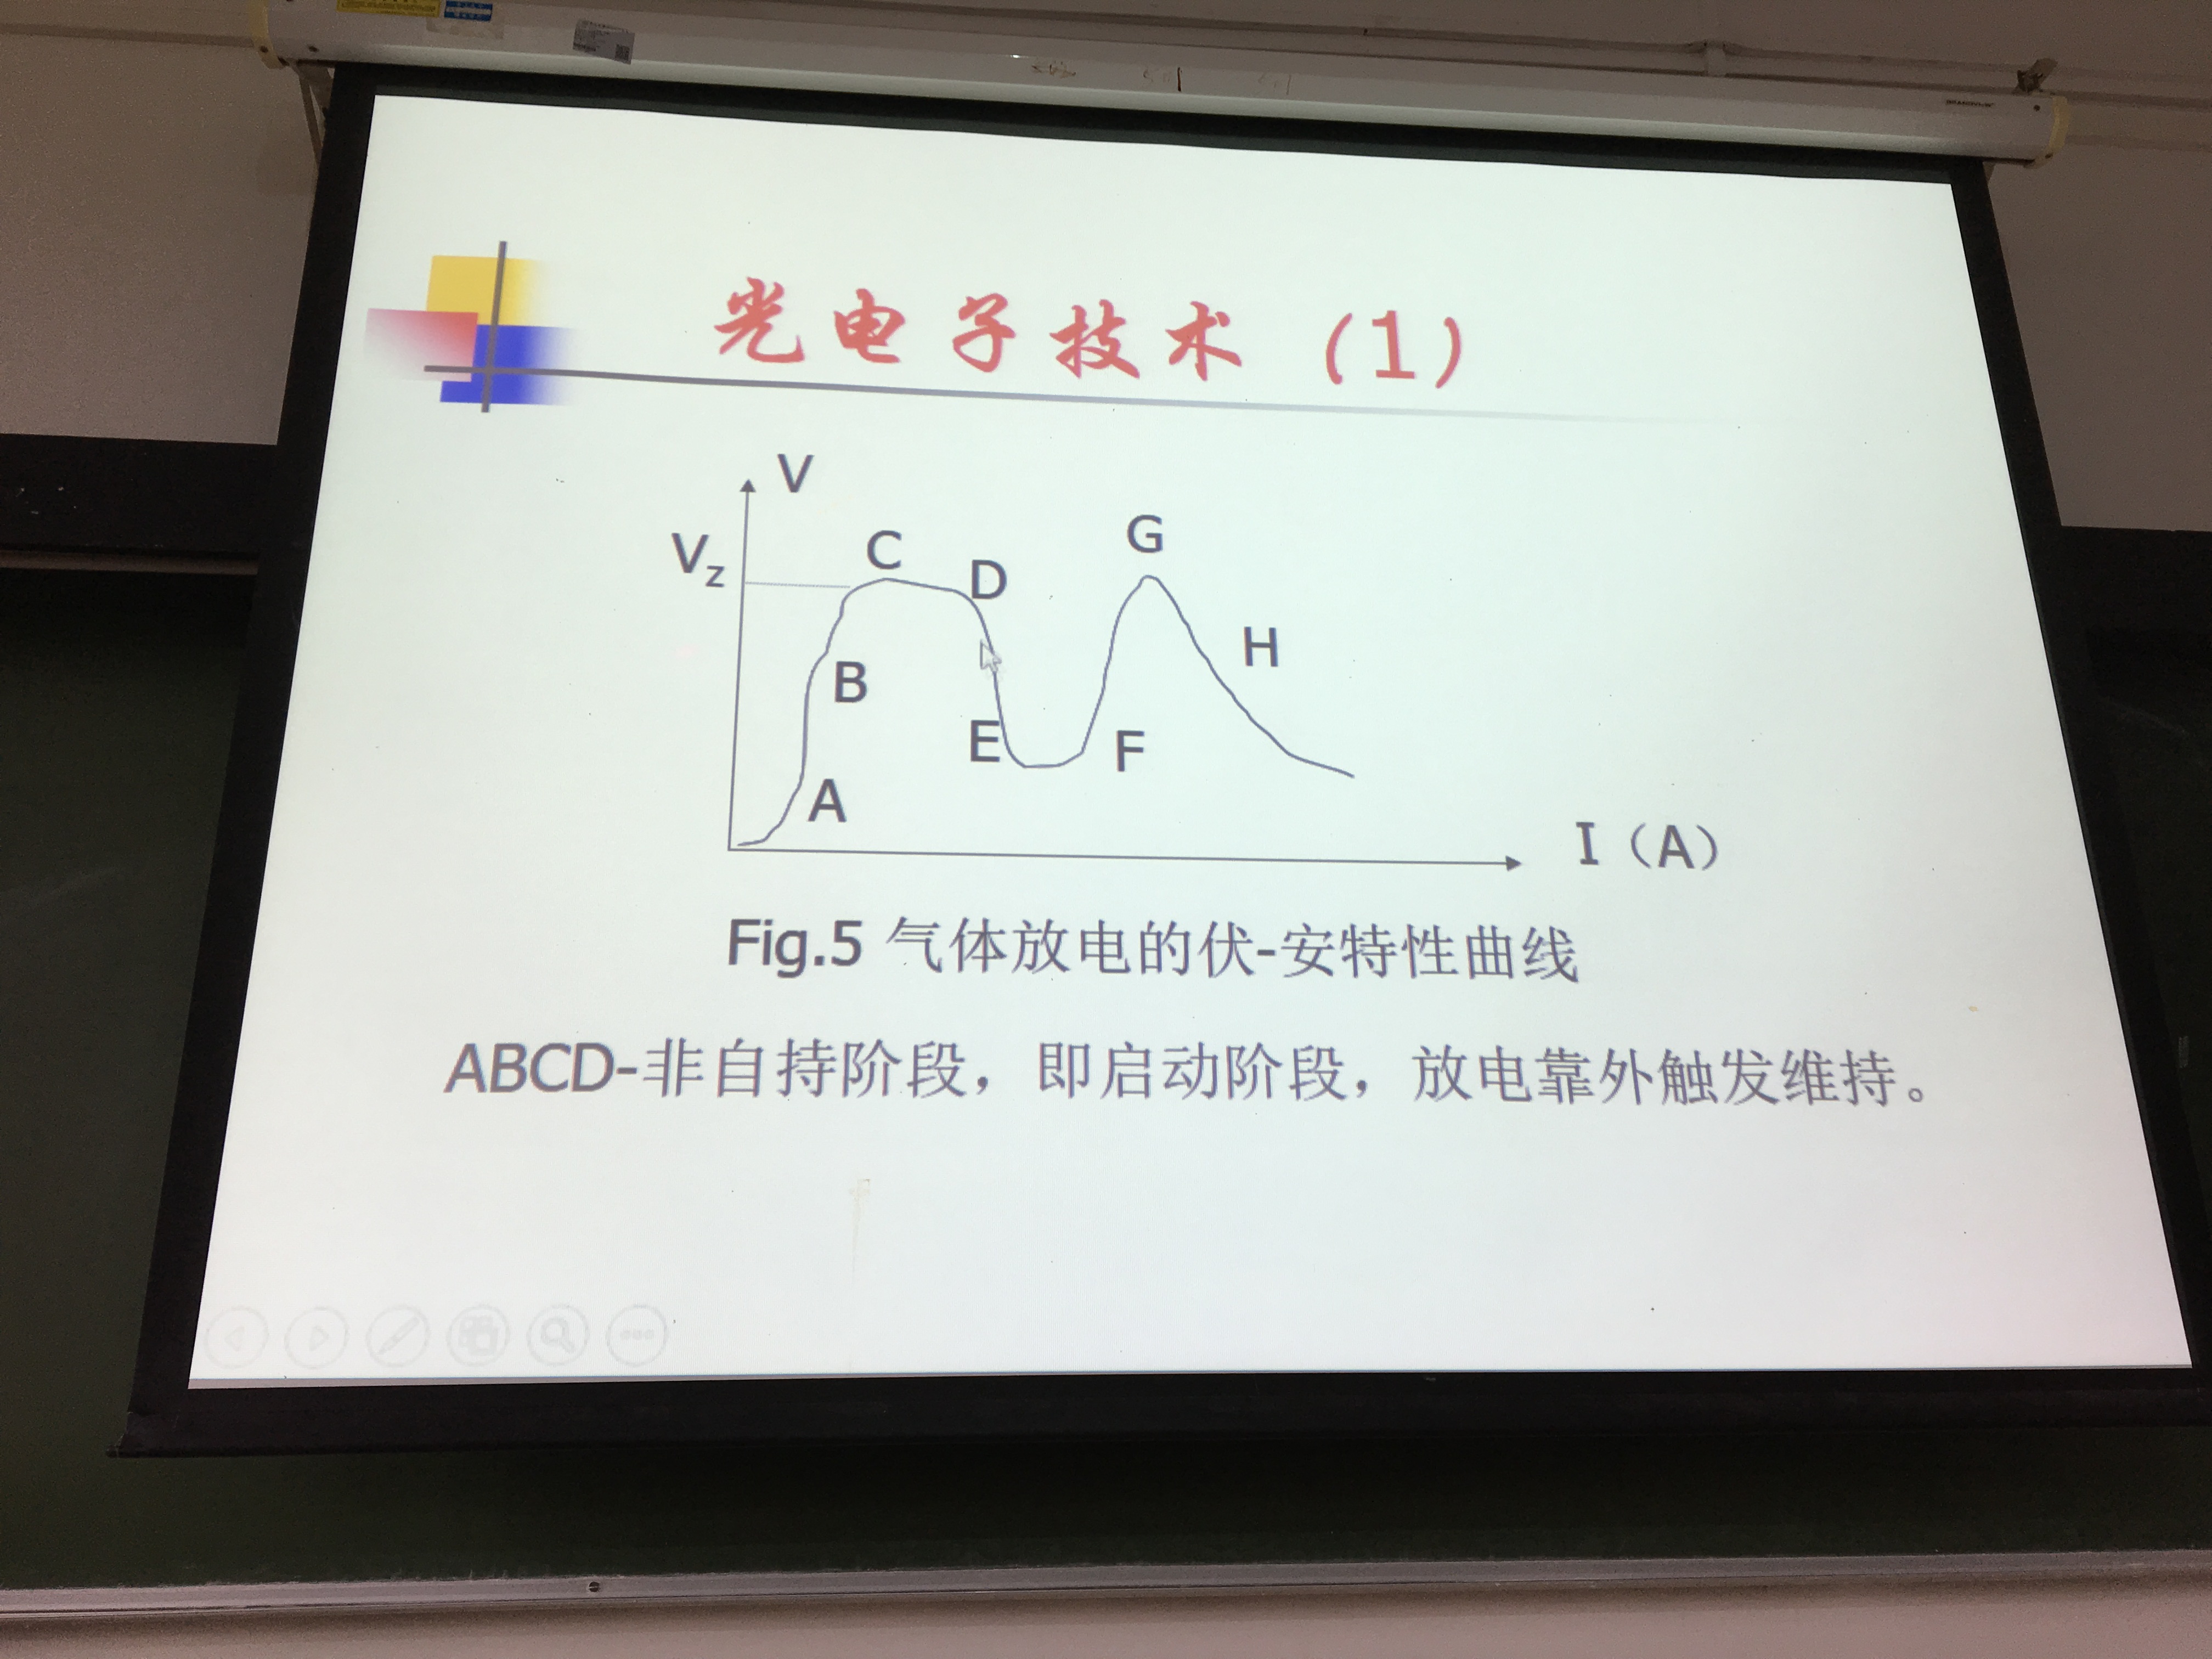 光电子技术（1）
V
Vz
C
D
G
H
B
E
F
A
I（A）
Fig.5 气体放电的伏-安特性曲线
ABCD-非自持阶段，即启动阶段，放电靠外触发维持。